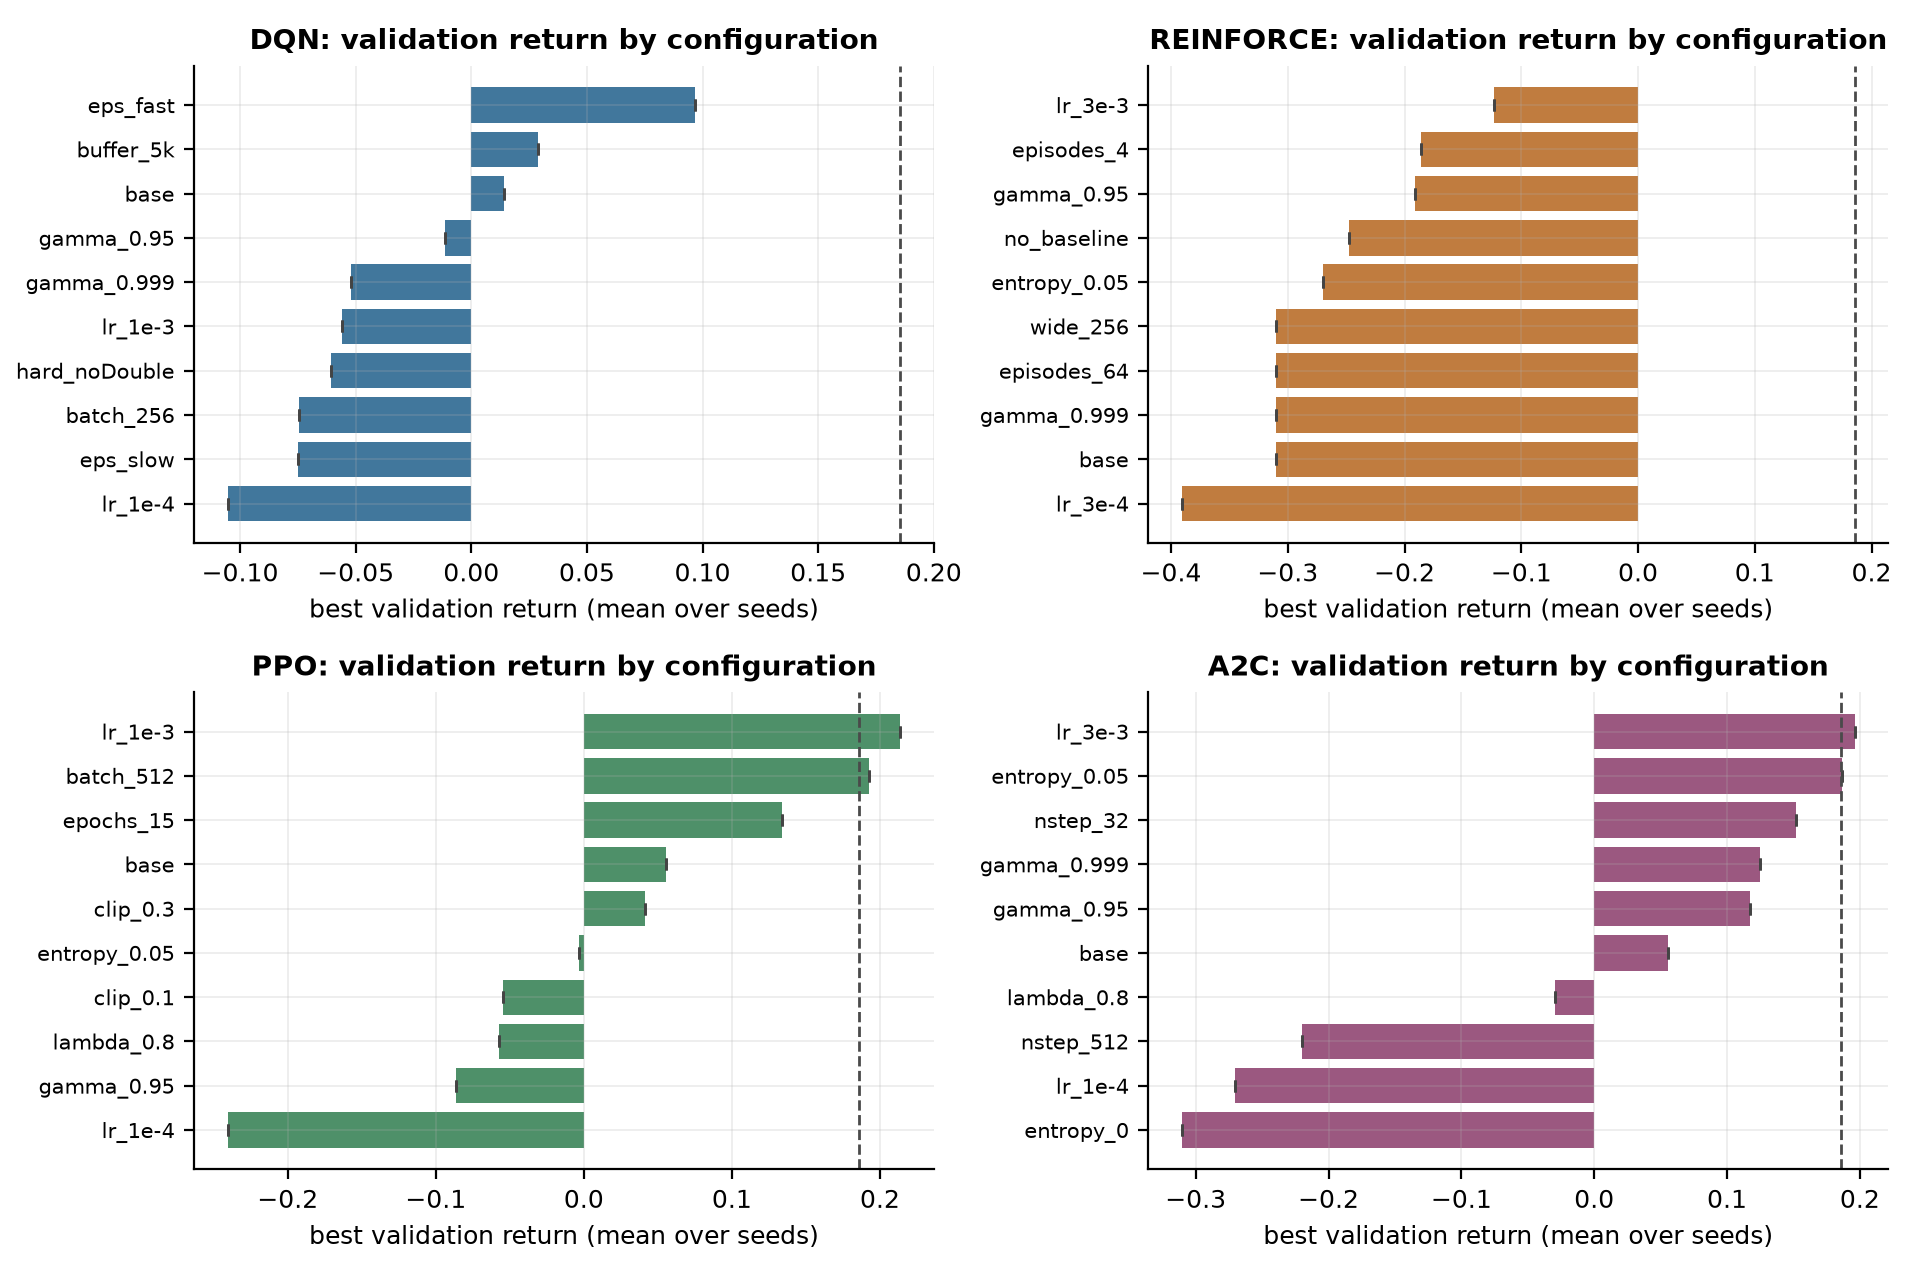 DQN: validation return by configuration
eps_fast
buffer_5k
base
gamma_0.95
gamma_0.999
lr_1e-3
hard_noDouble
batch_256
eps_slow
lr_1e-4
−0.10 −0.05 0.00 0.05 0.10 0.15 0.20
best validation return (mean over seeds)
REINFORCE: validation return by configuration
lr_3e-3
episodes_4
gamma_0.95
no_baseline
entropy_0.05
wide_256
episodes_64
gamma_0.999
base
lr_3e-4
−0.4 −0.3 −0.2 −0.1 0.0 0.1 0.2
best validation return (mean over seeds)
PPO: validation return by configuration
lr_1e-3
batch_512
epochs_15
base
clip_0.3
entropy_0.05
clip_0.1
lambda_0.8
gamma_0.95
lr_1e-4
−0.2 −0.1 0.0 0.1 0.2
best validation return (mean over seeds)
A2C: validation return by configuration
lr_3e-3
entropy_0.05
nstep_32
gamma_0.999
gamma_0.95
base
lambda_0.8
nstep_512
lr_1e-4
entropy_0
−0.3 −0.2 −0.1 0.0 0.1 0.2
best validation return (mean over seeds)